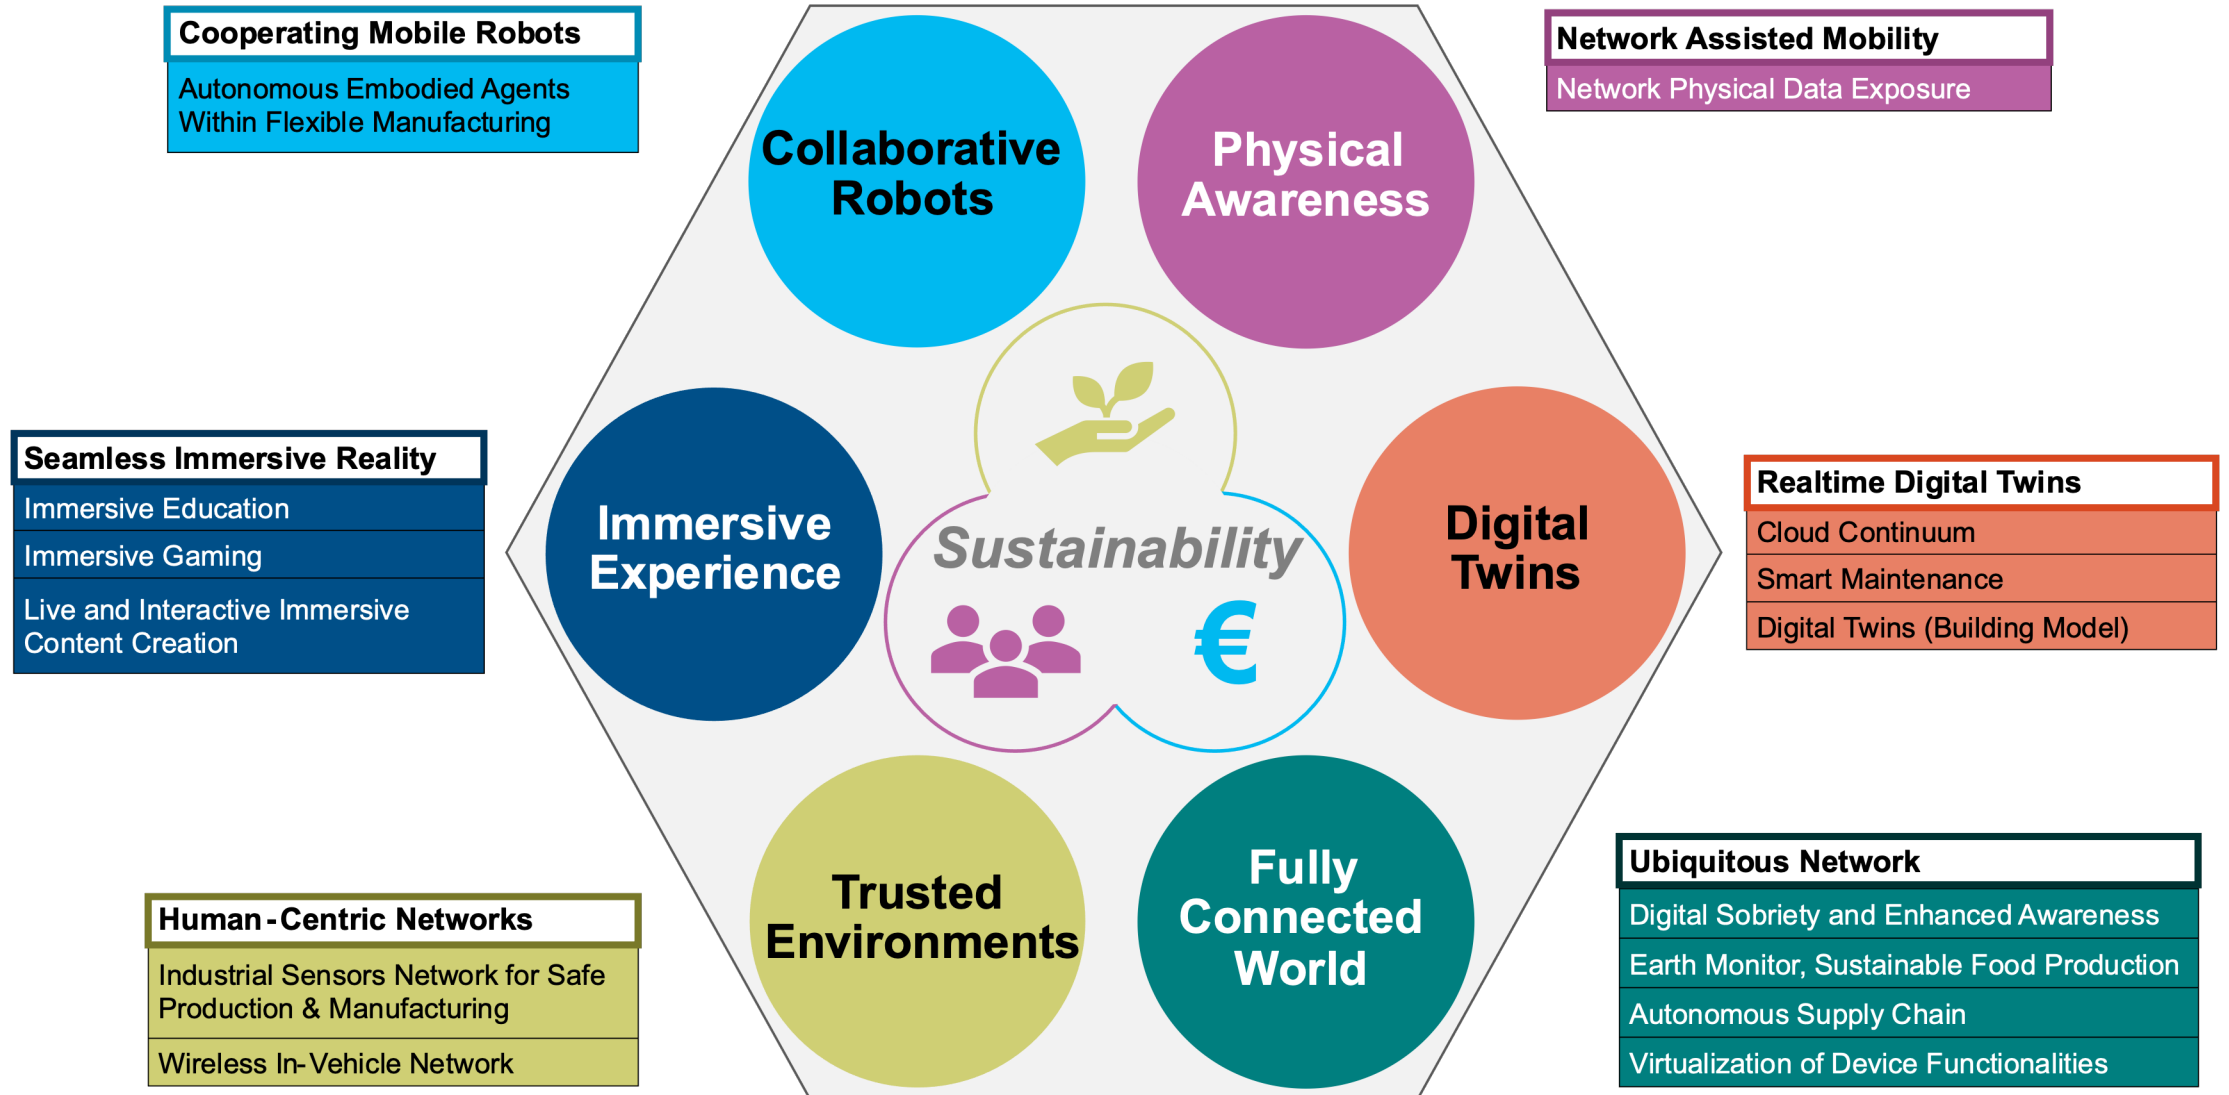 Cooperating Mobile Robots
Autonomous Embodied Agents
Within Flexible Manufacturing
Network Assisted Mobility
Network Physical Data Exposure
Collaborative
Robots
Physical
Awareness
Seamless Immersive Reality
Immersive Education
Immersive Gaming
Live and Interactive Immersive
Content Creation
Immersive
Experience
Sustainability
€
Digital
Twins
Realtime Digital Twins
Cloud Continuum
Smart Maintenance
Digital Twins (Building Model)
Human-Centric Networks
Industrial Sensors Network for Safe
Production & Manufacturing
Wireless In-Vehicle Network
Trusted
Environments
Fully
Connected
World
Ubiquitous Network
Digital Sobriety and Enhanced Awareness
Earth Monitor, Sustainable Food Production
Autonomous Supply Chain
Virtualization of Device Functionalities